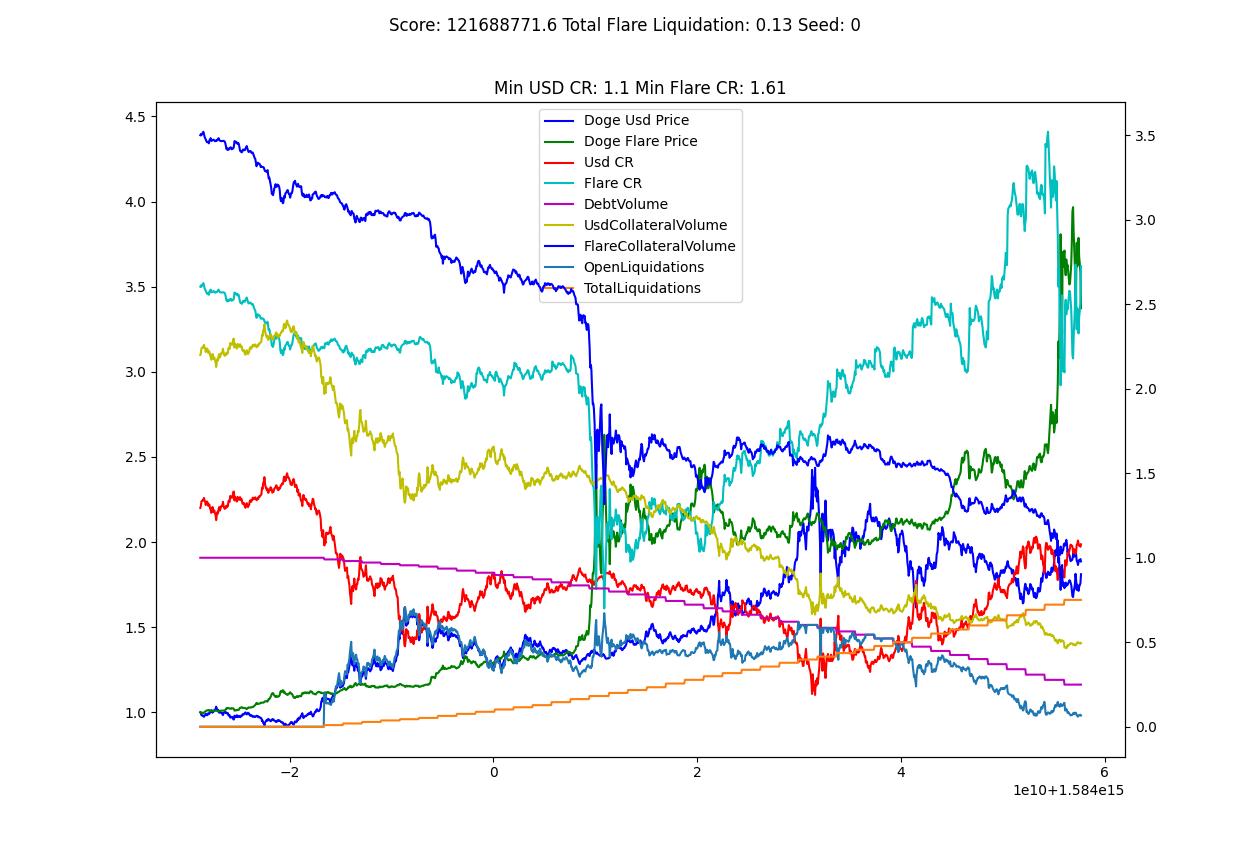 Score: 121688771.6 Total Flare Liquidation: 0.13 Seed: 0
Min USD CR: 1.1 Min Flare CR: 1.61
Doge Usd Price
Doge Flare Price
Usd CR
Flare CR
DebtVolume
UsdCollateralVolume
FlareCollateralVolume
OpenLiquidations
TotalLiquidations
4.5
4.0
3.5
3.0
2.5
2.0
1.5
1.0
3.5
3.0
2.5
2.0
1.5
1.0
0.5
0.0
−2
0
2
4
6
1e10+1.584e15